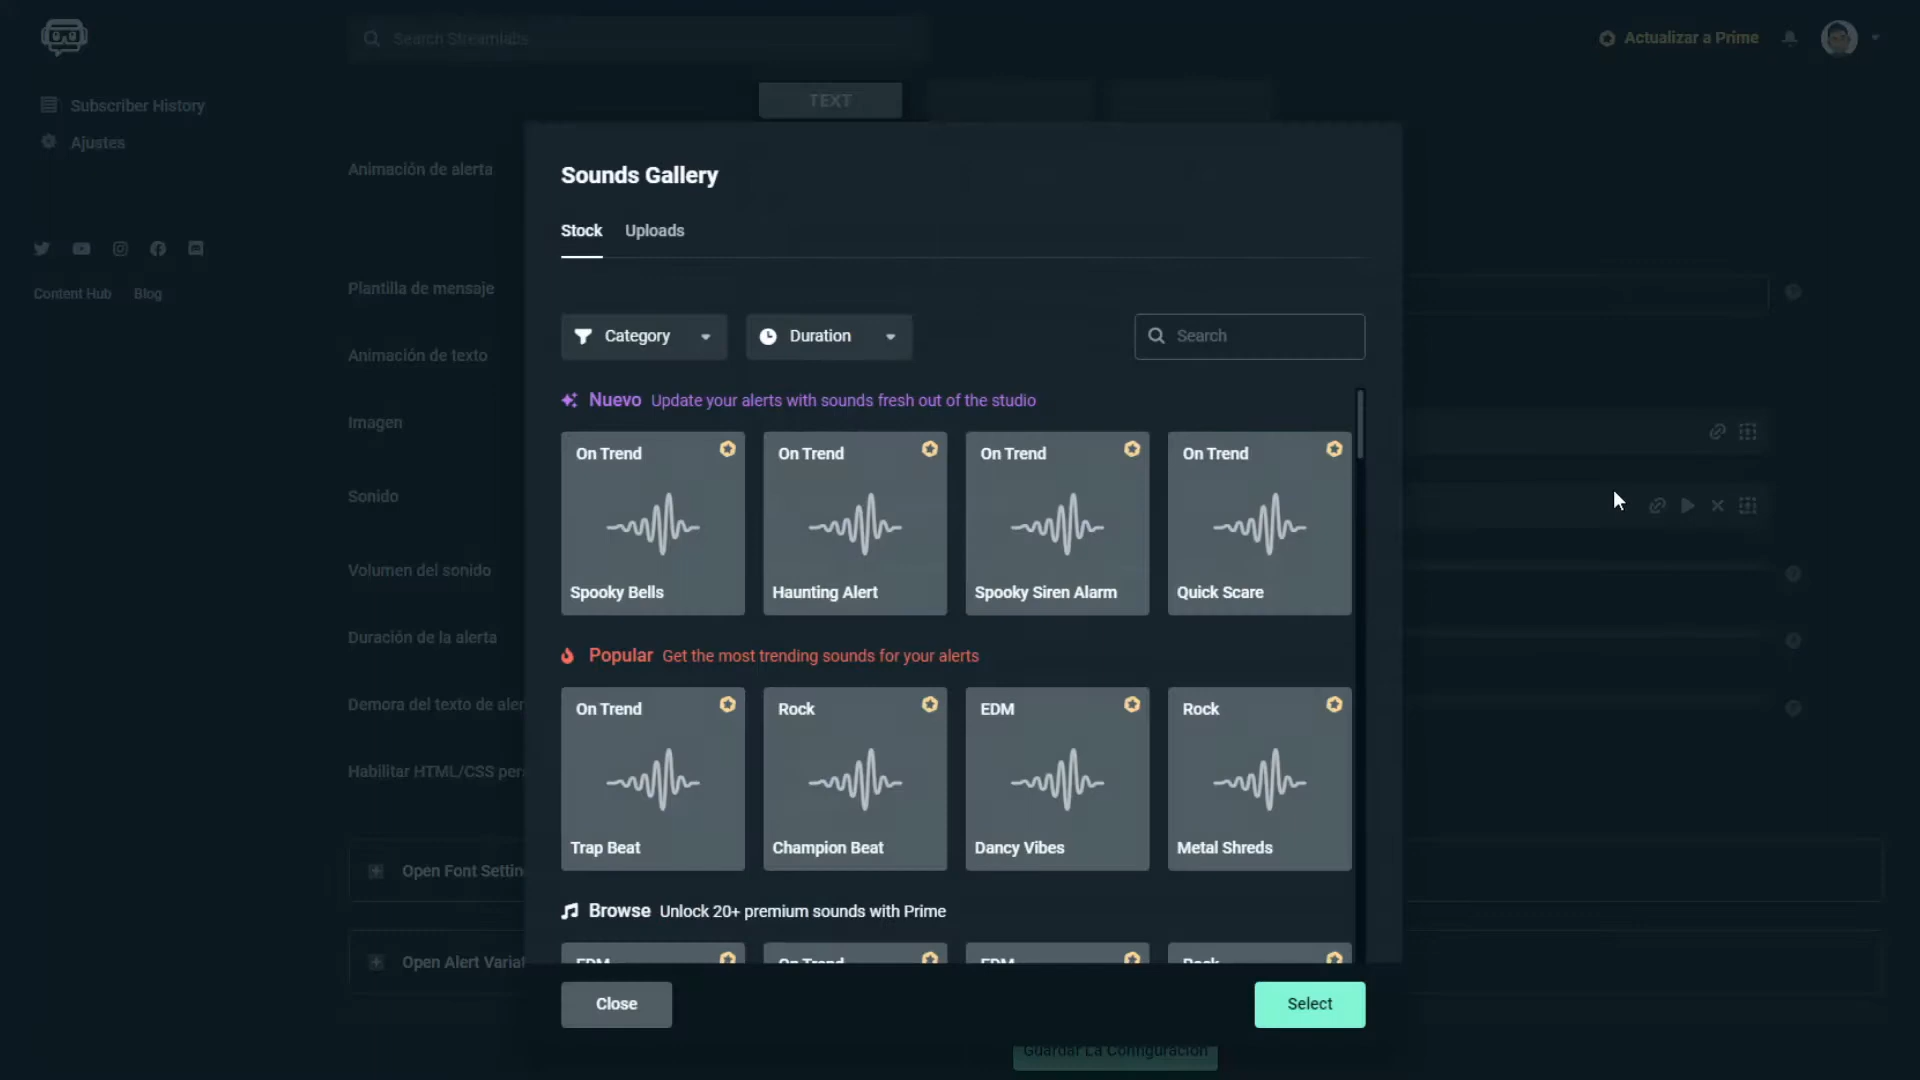 Search Streamlabs
Actualizar a Prime
Subscriber History
Ajustes
Content Hub
Blog
TEXT
Animación de alerta
Plantilla de mensaje
Animación de texto
Imagen
Sonido
Volumen del sonido
Duración de la alerta
Demora del texto de aler
Habilitar HTML/CSS per
Open Font Settin
Open Alert Variat
Sounds Gallery
Stock
Uploads
Category
Duration
Search
Nuevo Update your alerts with sounds fresh out of the studio
On Trend
On Trend
On Trend
On Trend
Spooky Bells
Haunting Alert
Spooky Siren Alarm
Quick Scare
Popular Get the most trending sounds for your alerts
On Trend
Rock
EDM
Rock
Trap Beat
Champion Beat
Dancy Vibes
Metal Shreds
Browse Unlock 20+ premium sounds with Prime
EDM
On Trend
EDM
Rock
Close
Select
Guardar La Configuración